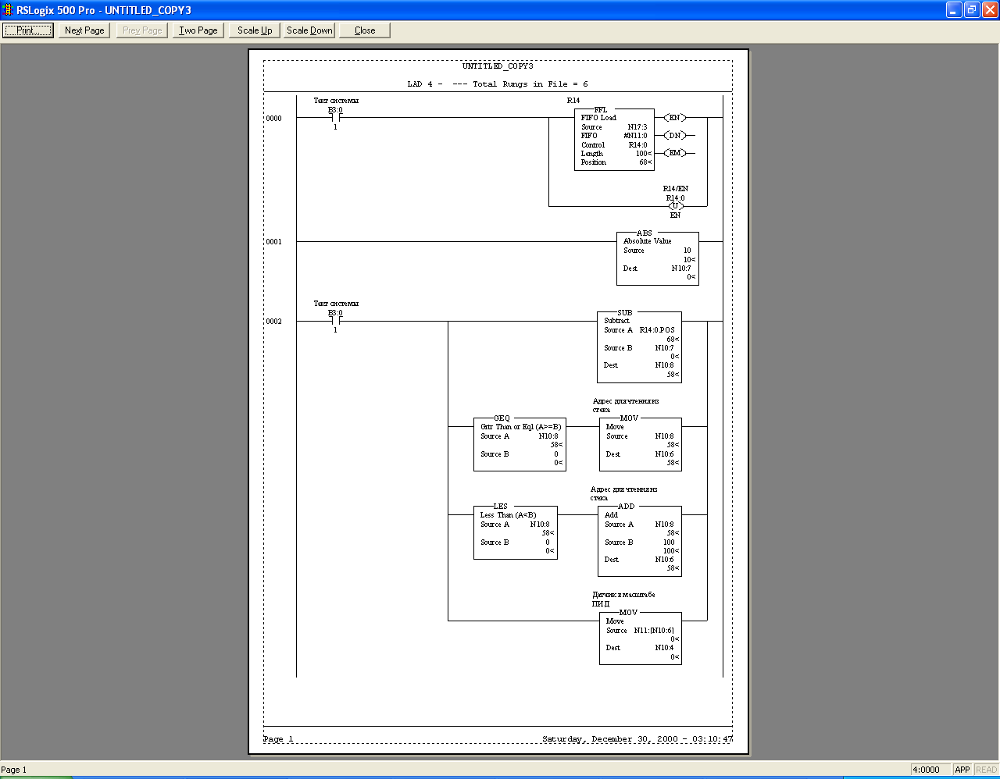 RSLogix 500 Pro - UNTITLED_COPY3
Print... Next Page Prev Page Two Page Scale Up Scale Down Close
UNTITLED_COPY3
LAD 4 - --- Total Rungs in File = 6
Такт системы
B3:0
0000
1
R14
FFL
FIFO Load
Source N17:3
FIFO #N11:0
Control R14:0
Length 100<
Position 68<
EN
DN
EM
R14/EN
R14:0
U
EN
0001
ABS
Absolute Value
Source 10
10<
Dest N10:7
0<
Такт системы
B3:0
0002
1
SUB
Subtract
Source A R14:0.POS
68<
Source B N10:7
0<
Dest N10:8
58<
GEQ
Grtr Than or Eql (A>=B)
Source A N10:8
58<
Source B 0
0<
Адрес для чтения из
стека
MOV
Move
Source N10:8
58<
Dest N10:6
58<
LES
Less Than (A<B)
Source A N10:8
58<
Source B 0
0<
Адрес для чтения из
стека
ADD
Add
Source A N10:8
58<
Source B 100
100<
Dest N10:6
58<
Датчик в масштабе
ПИД
MOV
Move
Source N11:[N10:6]
0<
Dest N10:4
0<
Page 1 Saturday, December 30, 2000 - 03:10:47
Page 1 4:0000 APP READ